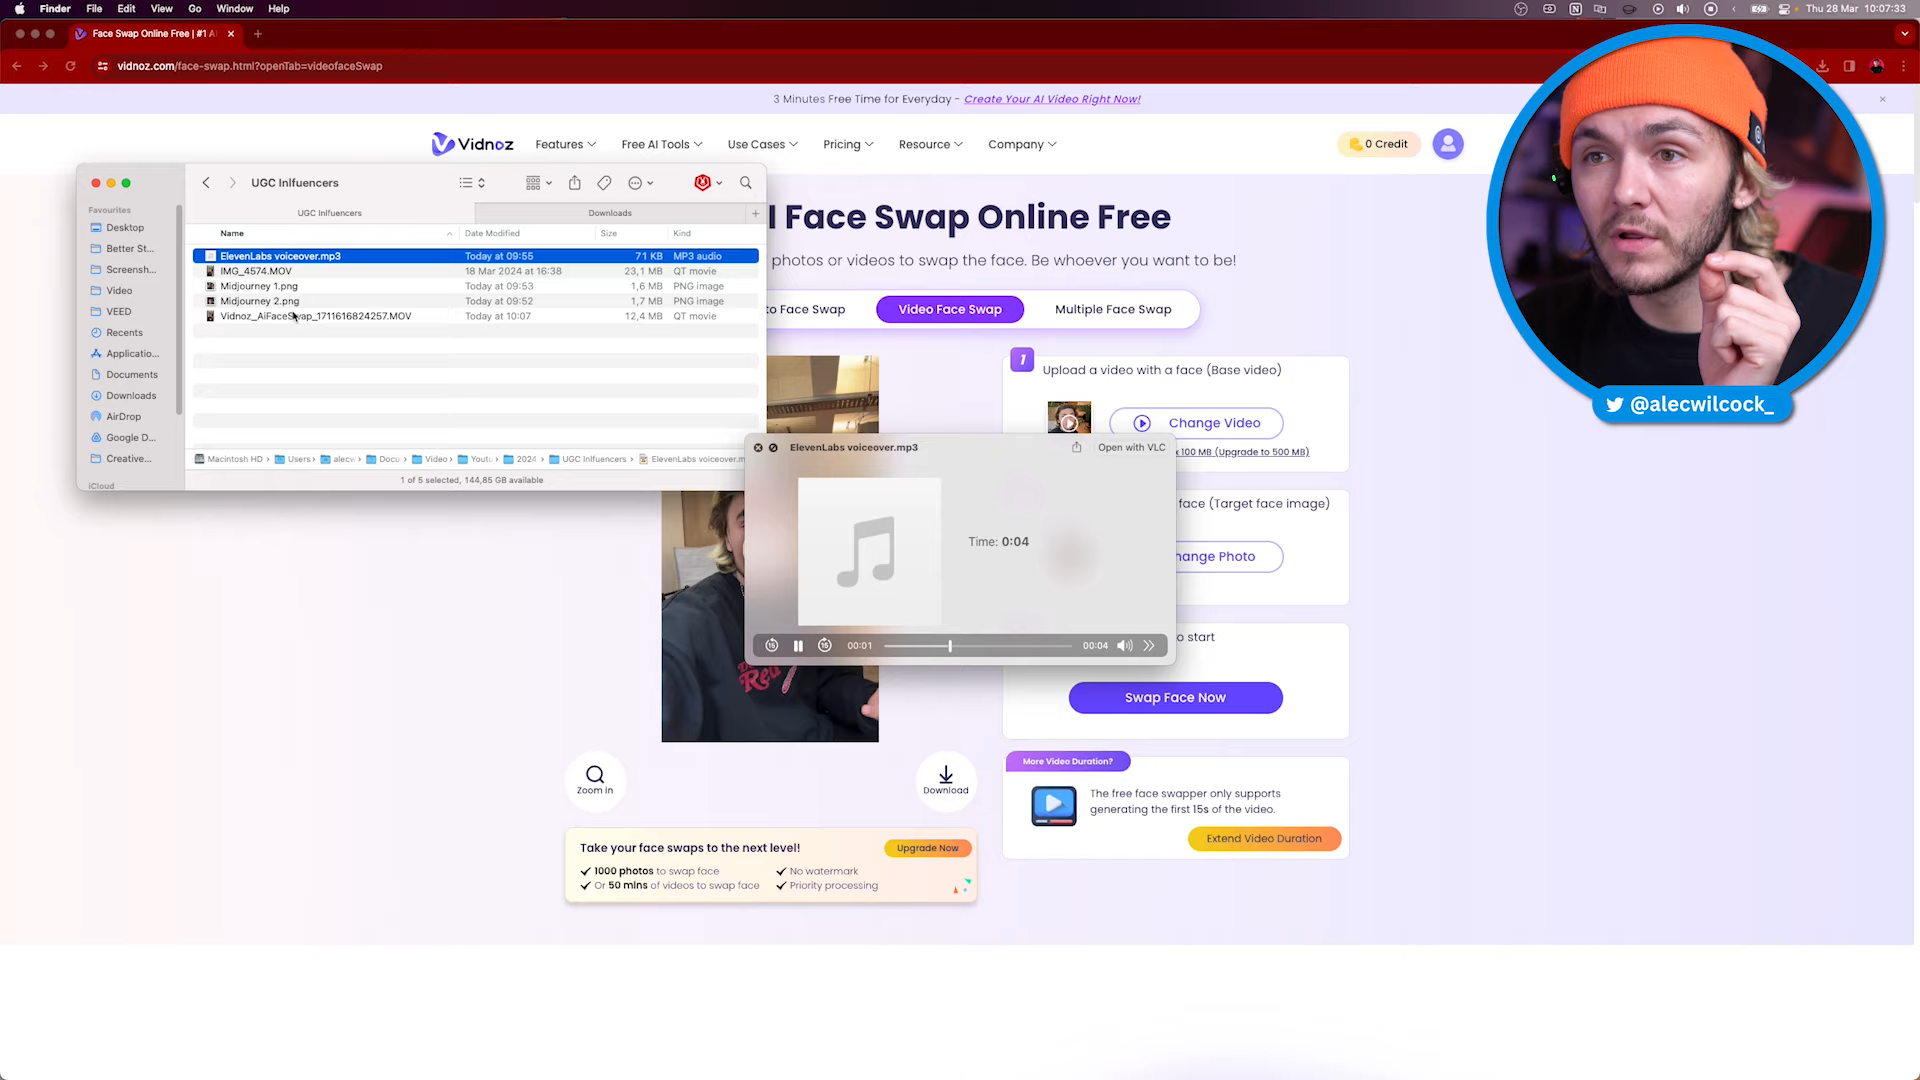 Finder File Edit View Go Window Help
Thu 28 Mar 10:07:33
Face Swap Online Free | #1 A
vidnoz.com/face-swap.html?openTab=videofaceSwap
3 Minutes Free Time for Everyday - Create Your AI Video Right Now!
Vidnoz Features Free AI Tools Use Cases Pricing Resource Company
0 Credit
UGC Inlfuencers
Favourites
Desktop
Better St...
Screensh...
Video
VEED
Recents
Applicatio...
Documents
Downloads
AirDrop
Google D...
Creative...
iCloud
UGC Inlfuencers Downloads
Name Date Modified Size Kind
ElevenLabs voiceover.mp3 Today at 09:55 71 KB MP3 audio
IMG_4574.MOV 18 Mar 2024 at 16:38 23,1 MB QT movie
Midjourney 1.png Today at 09:53 1,6 MB PNG image
Midjourney 2.png Today at 09:52 1,7 MB PNG image
Vidnoz_AiFaceSwap_1711616824257.MOV Today at 10:07 12,4 MB QT movie
Macintosh HD Users alecw Docu Video Youtu 2024 UGC Inlfuencers ElevenLabs voiceover.m
1 of 5 selected, 144,85 GB available
I Face Swap Online Free
photos or videos to swap the face. Be whoever you want to be!
to Face Swap Video Face Swap Multiple Face Swap
1
Upload a video with a face (Base video)
Change Video
x 100 MB (Upgrade to 500 MB)
face (Target face image)
hange Photo
o start
Swap Face Now
ElevenLabs voiceover.mp3
Open with VLC
Time: 0:04
15 15 00:01 00:04
Red
Zoom In
Download
Take your face swaps to the next level!
Upgrade Now
1000 photos to swap face
No watermark
Or 50 mins of videos to swap face
Priority processing
More Video Duration?
The free face swapper only supports
generating the first 15s of the video.
Extend Video Duration
@alecwilcock_